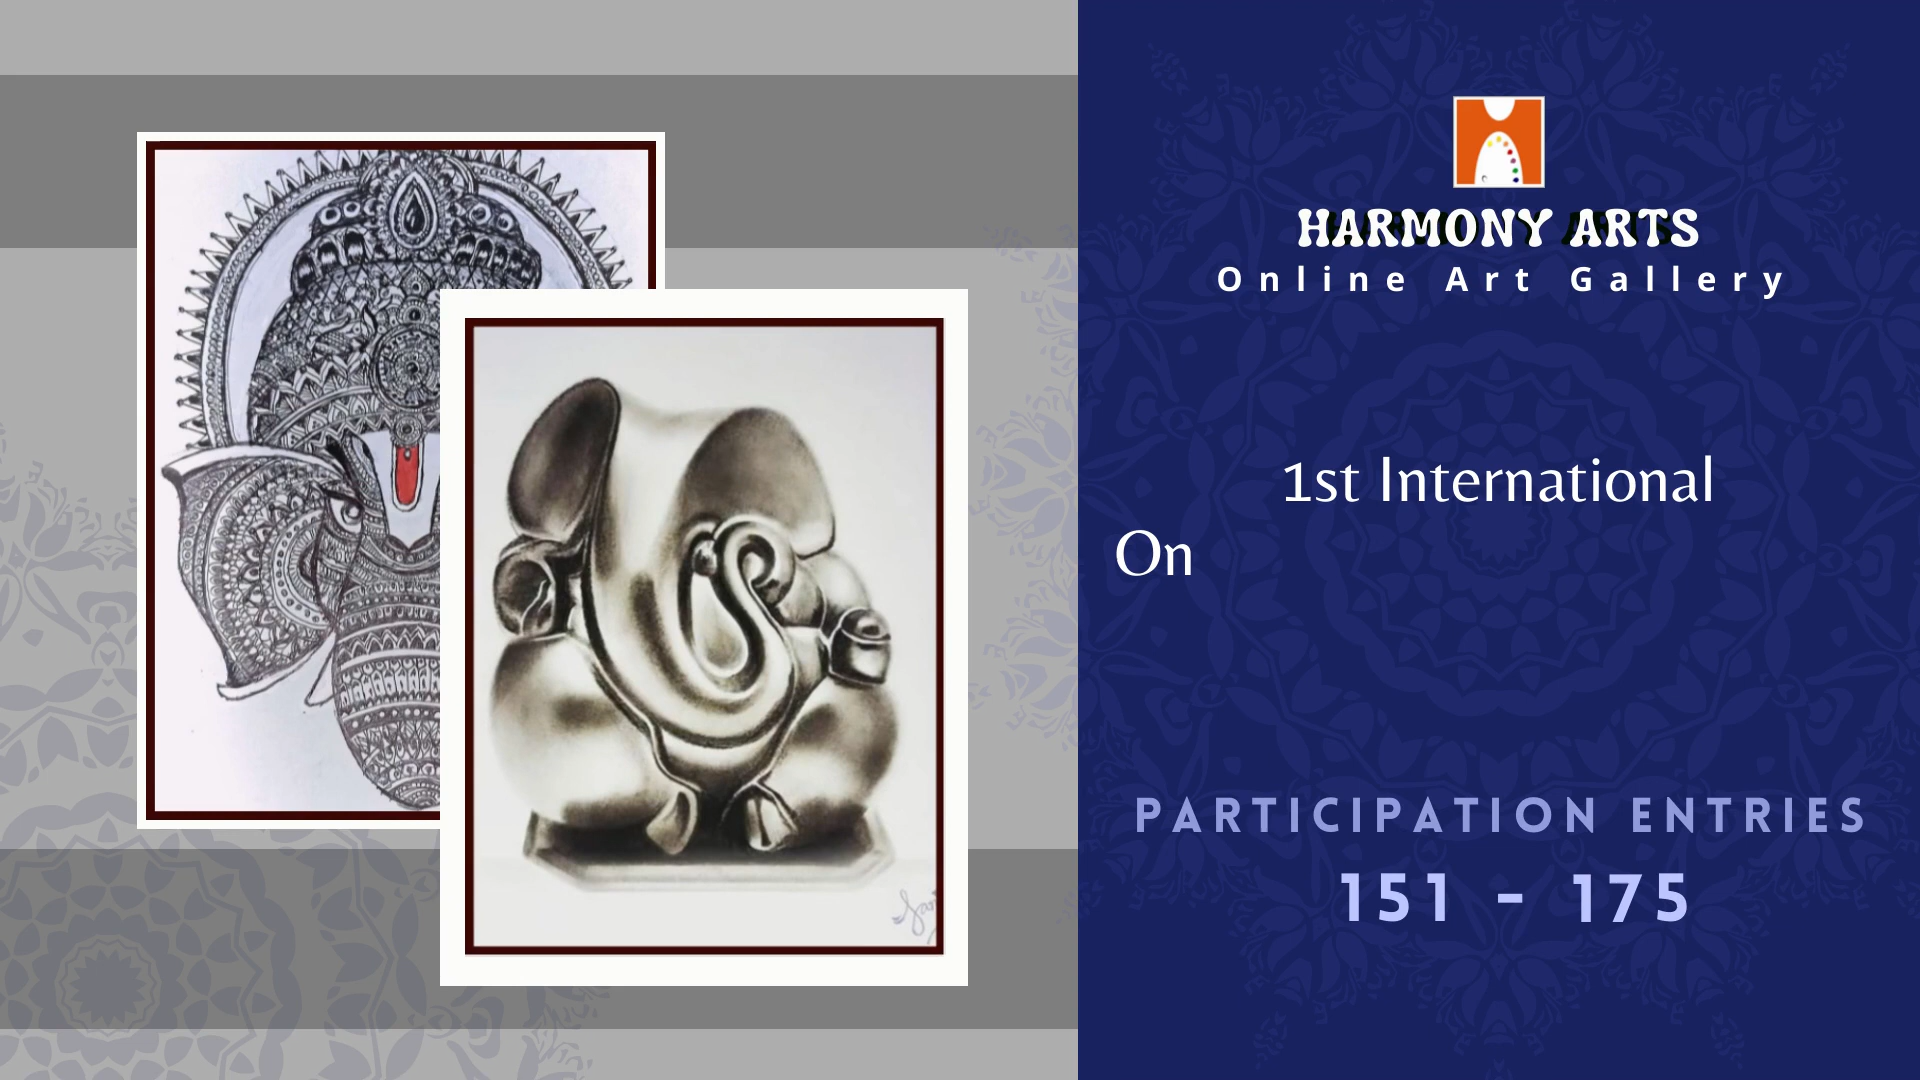 HARMONY ARTS
Online Art Gallery
1st International
On
PARTICIPATION ENTRIES
151 - 175